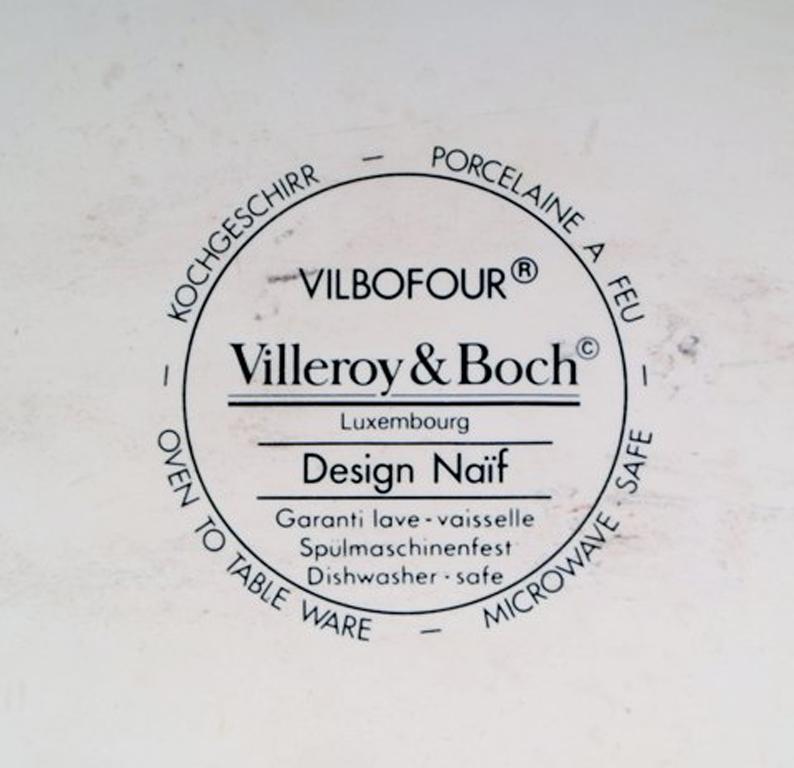 KOCHGESCHIRR – PORCELAINE A FEU –
VILBOFOUR®
Villeroy & Boch©
Luxembourg
Design Naïf
Garanti lave-vaisselle
Spülmaschinenfest
Dishwasher-safe
– OVEN TO TABLE WARE – MICROWAVE SAFE